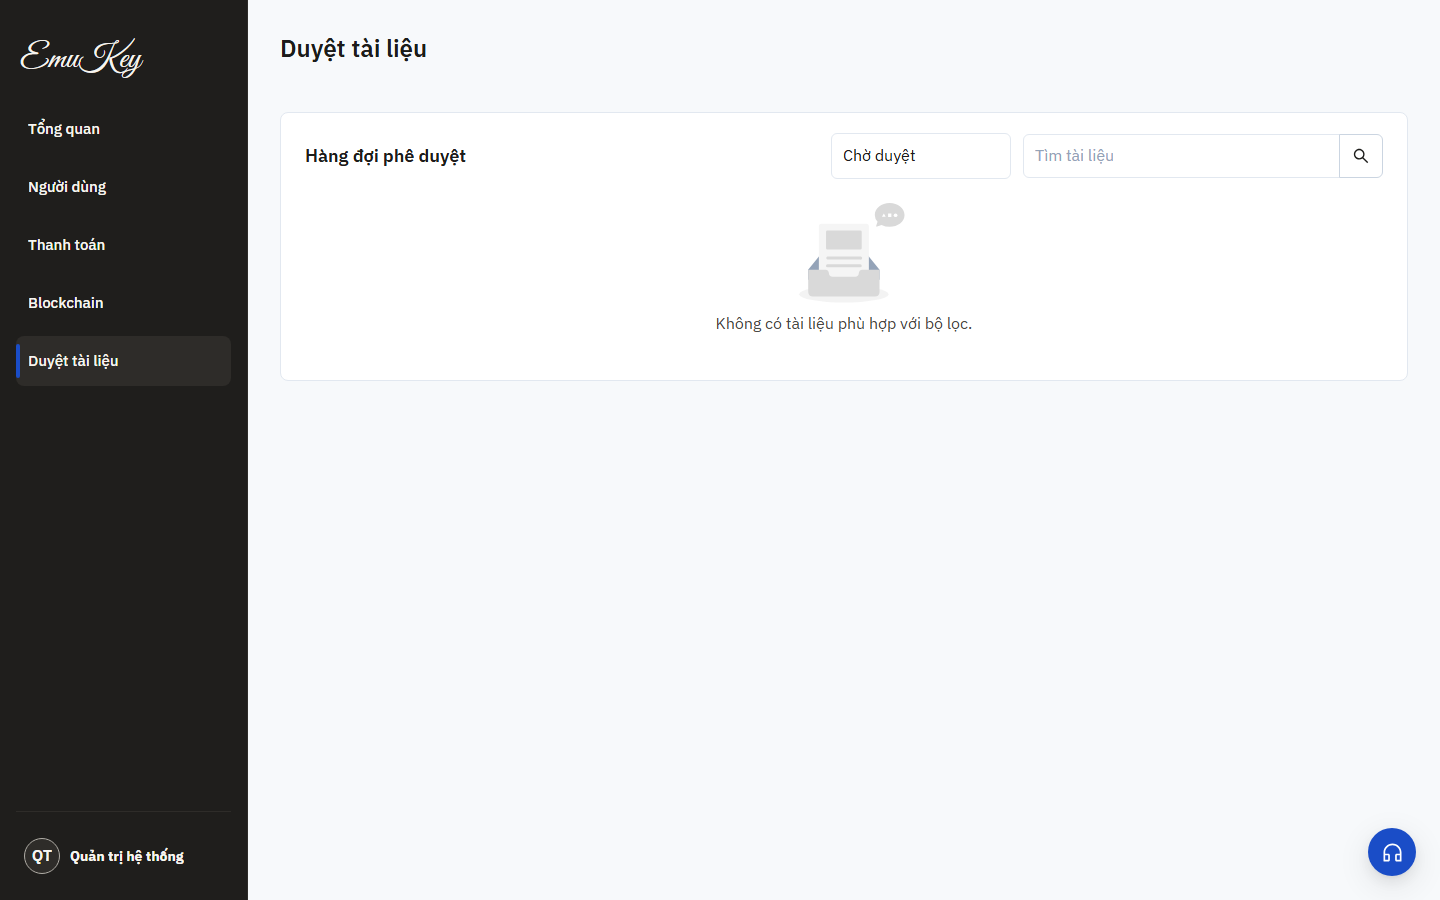 EmuKey
Tổng quan
Người dùng
Thanh toán
Blockchain
Duyệt tài liệu
QT Quản trị hệ thống
Duyệt tài liệu
Hàng đợi phê duyệt
Chờ duyệt
Tìm tài liệu
Không có tài liệu phù hợp với bộ lọc.